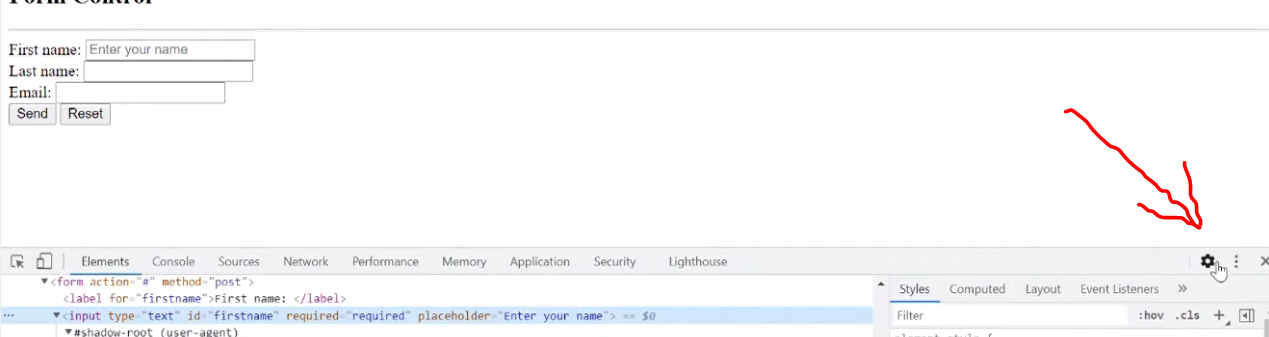 Form Control
First name: Enter your name
Last name:
Email:
Send Reset
Elements Console Sources Network Performance Memory Application Security Lighthouse
<form action="#" method="post">
<label for="firstname">First name: </label>
<input type="text" id="firstname" required="required" placeholder="Enter your name"> == $0
#shadow-root (user-agent)
Styles Computed Layout Event Listeners »
Filter :hov .cls
element.style {